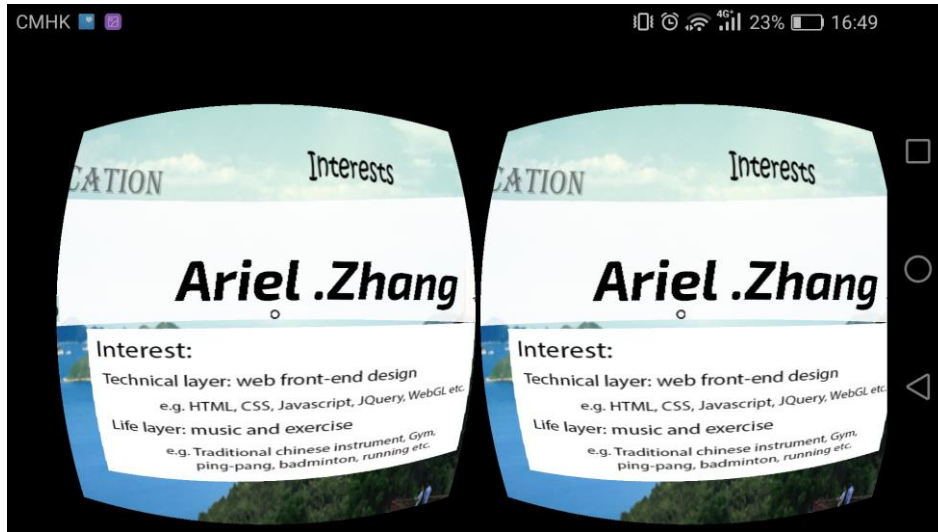 CMHK 4G+ 23% 16:49
Interests Interests
CATION CATION
Ariel .Zhang Ariel .Zhang
Interest: Interest:
Technical layer: web front-end design Technical layer: web front-end design
e.g. HTML, CSS, Javascript, JQuery, WebGL etc. e.g. HTML, CSS, Javascript, JQuery, WebGL etc.
Life layer: music and exercise Life layer: music and exercise
e.g. Traditional chinese instrument, Gym, e.g. Traditional chinese instrument, Gym,
ping-pang, badminton, running etc. ping-pang, badminton, running etc.